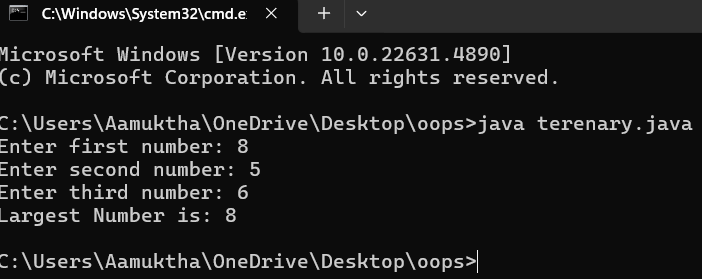 C:\Windows\System32\cmd.e
Microsoft Windows [Version 10.0.22631.4890]
(c) Microsoft Corporation. All rights reserved.
C:\Users\Aamuktha\OneDrive\Desktop\oops>java terenary.java
Enter first number: 8
Enter second number: 5
Enter third number: 6
Largest Number is: 8
C:\Users\Aamuktha\OneDrive\Desktop\oops>